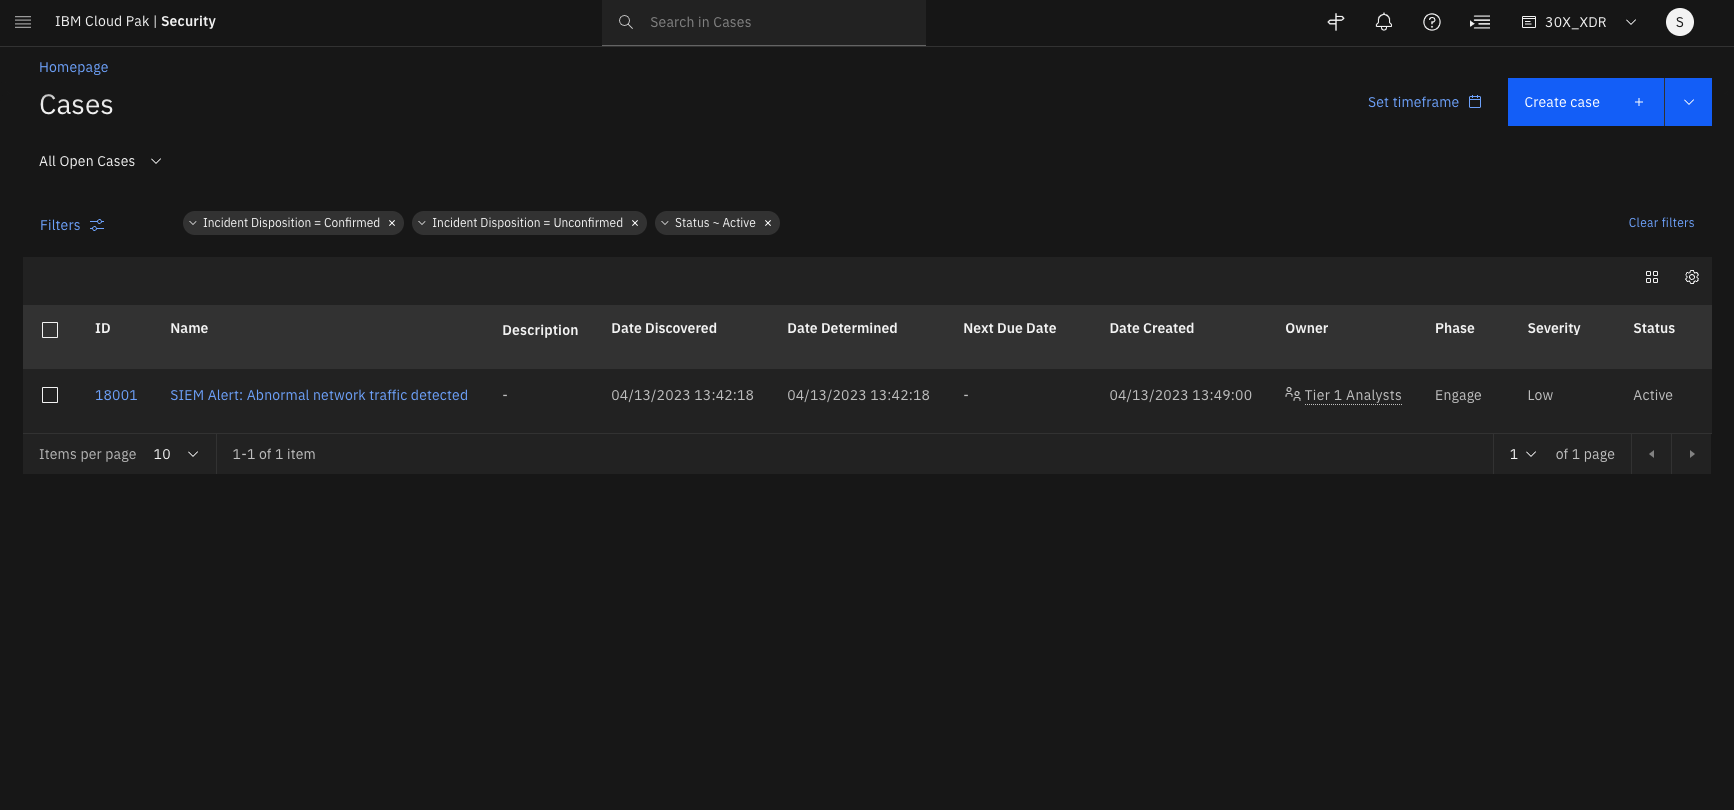 IBM Cloud Pak | Security
Search in Cases
30X_XDR
S
Homepage
Cases
Set timeframe
Create case +
All Open Cases
Filters
Incident Disposition = Confirmed ×
Incident Disposition = Unconfirmed ×
Status ~ Active ×
Clear filters
ID Name Description Date Discovered Date Determined Next Due Date Date Created Owner Phase Severity Status
18001 SIEM Alert: Abnormal network traffic detected - 04/13/2023 13:42:18 04/13/2023 13:42:18 - 04/13/2023 13:49:00 Tier 1 Analysts Engage Low Active
Items per page 10 1-1 of 1 item 1 of 1 page